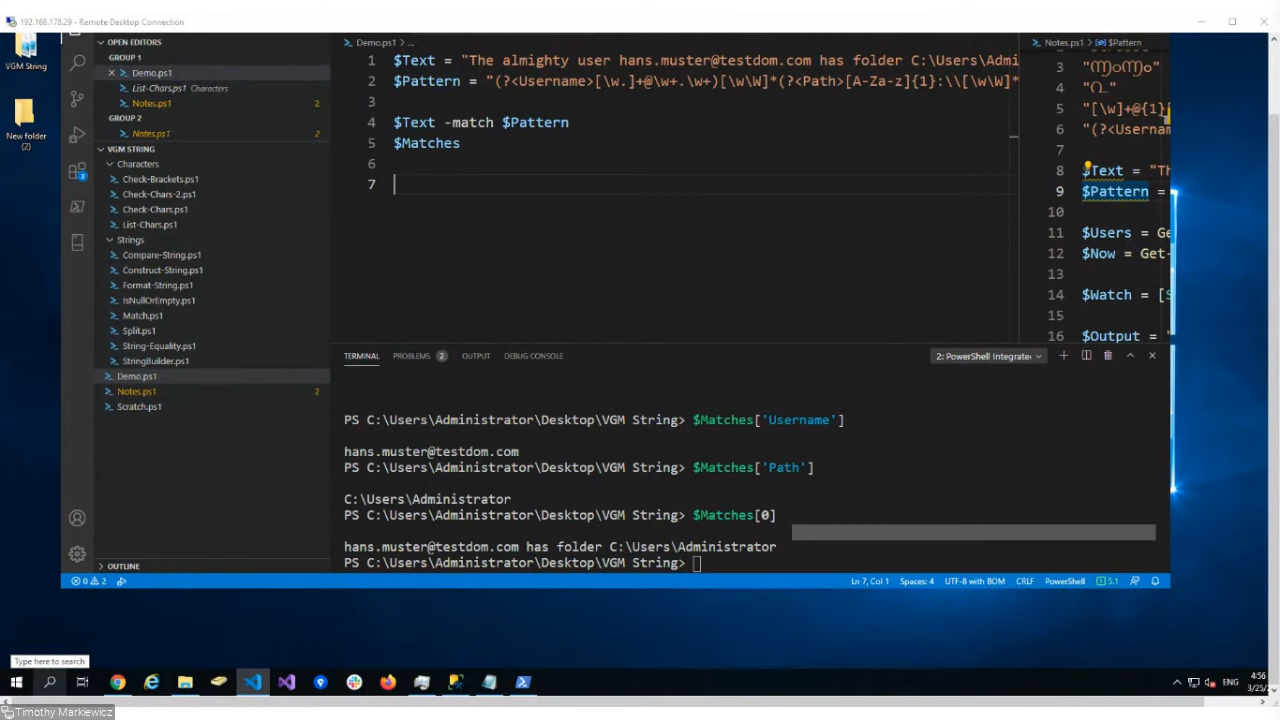 192.168.178.29 - Remote Desktop Connection
VGM String
New folder
(2)
OPEN EDITORS
GROUP 1
Demo.ps1
List-Chars.ps1 Characters
Notes.ps1 2
GROUP 2
Notes.ps1 2
VGM STRING
Characters
Check-Brackets.ps1
Check-Chars-2.ps1
Check-Chars.ps1
List-Chars.ps1
Strings
Compare-String.ps1
Construct-String.ps1
Format-String.ps1
IsNullOrEmpty.ps1
Match.ps1
Split.ps1
String-Equality.ps1
StringBuilder.ps1
Demo.ps1
Notes.ps1 2
Scratch.ps1
OUTLINE
Demo.ps1 > ...
1 $Text = "The almighty user hans.muster@testdom.com has folder C:\Users\Admi
2 $Pattern = "(?<Username>[\w.]+@\w+.\w+)[\w\W]*(?<Path>[A-Za-z]{1}:\\[\w\W]*
3
4 $Text -match $Pattern
5 $Matches
6
7
Notes.ps1 > $Pattern
3
4
5 "[\w]+@{1}
6 "(?<Usernam
7
8 $Text = "Th
9 $Pattern =
10
11 $Users = Ge
12 $Now = Get-
13
14 $Watch = [S
15
16 $Output = "
TERMINAL PROBLEMS 2 OUTPUT DEBUG CONSOLE 2: PowerShell Integrate
PS C:\Users\Administrator\Desktop\VGM String> $Matches['Username']
hans.muster@testdom.com
PS C:\Users\Administrator\Desktop\VGM String> $Matches['Path']
C:\Users\Administrator
PS C:\Users\Administrator\Desktop\VGM String> $Matches[0]
hans.muster@testdom.com has folder C:\Users\Administrator
PS C:\Users\Administrator\Desktop\VGM String>
0 2 Ln 7, Col 1 Spaces: 4 UTF-8 with BOM CRLF PowerShell 5.1
Type here to search
ENG
4:56
3/25/
Timothy Markiewicz